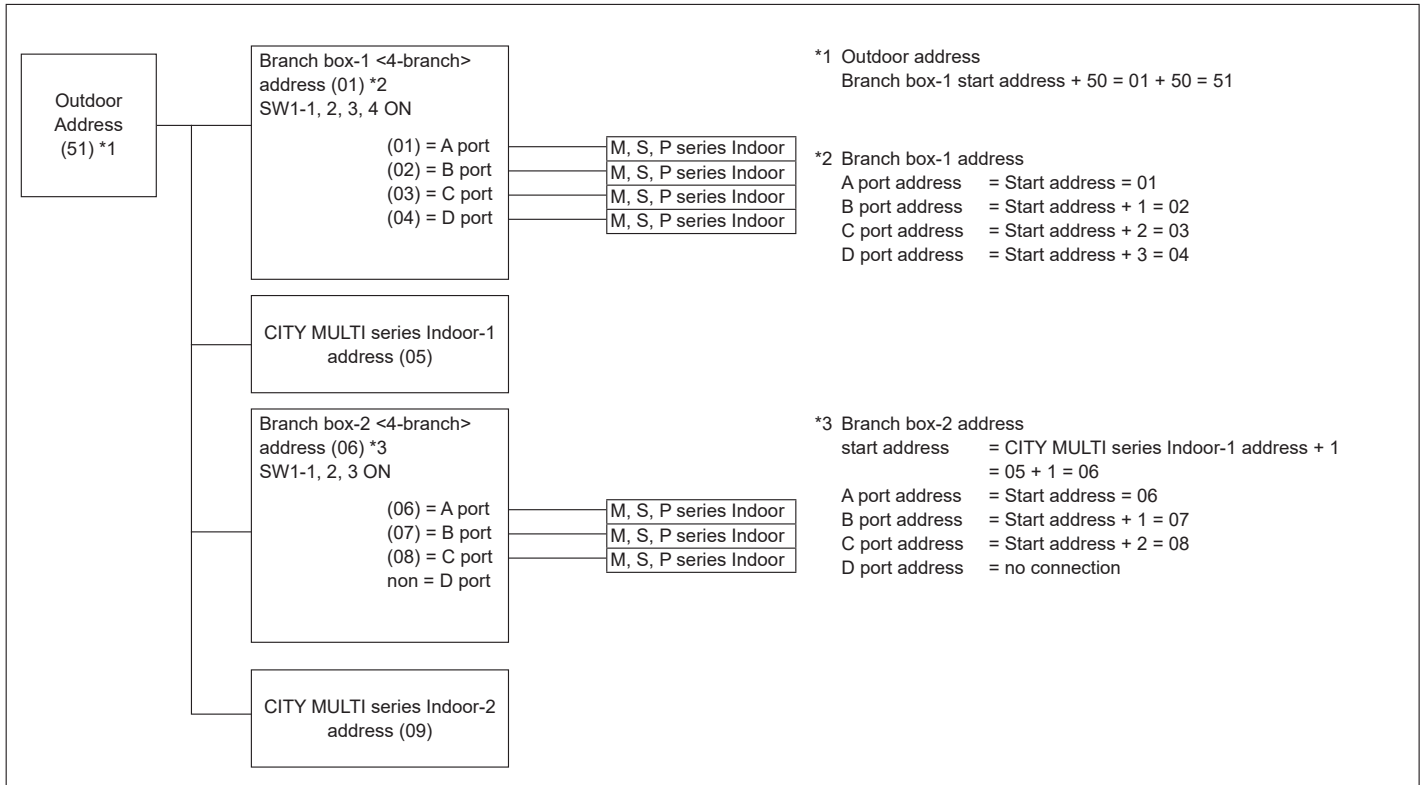 Outdoor
Address
(51) *1
Branch box-1 <4-branch>
address (01) *2
SW1-1, 2, 3, 4 ON
(01) = A port
(02) = B port
(03) = C port
(04) = D port
M, S, P series Indoor
M, S, P series Indoor
M, S, P series Indoor
M, S, P series Indoor
*1 Outdoor address
Branch box-1 start address + 50 = 01 + 50 = 51
*2 Branch box-1 address
A port address = Start address = 01
B port address = Start address + 1 = 02
C port address = Start address + 2 = 03
D port address = Start address + 3 = 04
CITY MULTI series Indoor-1
address (05)
Branch box-2 <4-branch>
address (06) *3
SW1-1, 2, 3 ON
(06) = A port
(07) = B port
(08) = C port
non = D port
M, S, P series Indoor
M, S, P series Indoor
M, S, P series Indoor
*3 Branch box-2 address
start address = CITY MULTI series Indoor-1 address + 1
= 05 + 1 = 06
A port address = Start address = 06
B port address = Start address + 1 = 07
C port address = Start address + 2 = 08
D port address = no connection
CITY MULTI series Indoor-2
address (09)